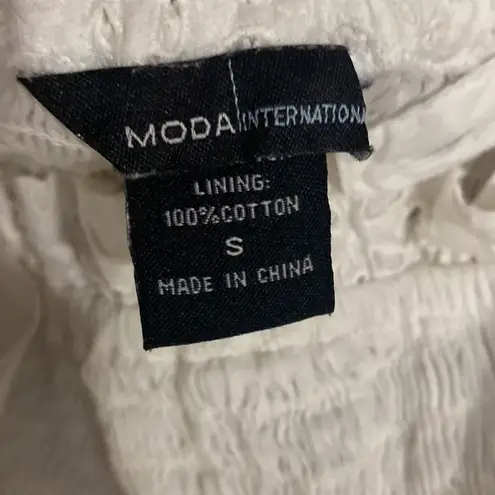 MODA INTERNATIONA
LINING:
100%COTTON
S
MADE IN CHINA